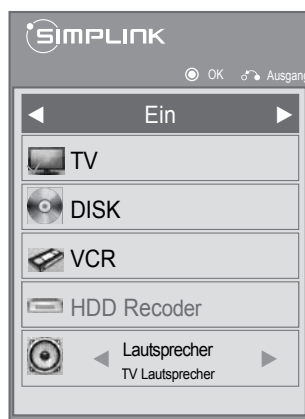 SIMPLINK
OK Ausgang
Ein
TV
DISK
VCR
HDD Recoder
Lautsprecher
TV Lautsprecher